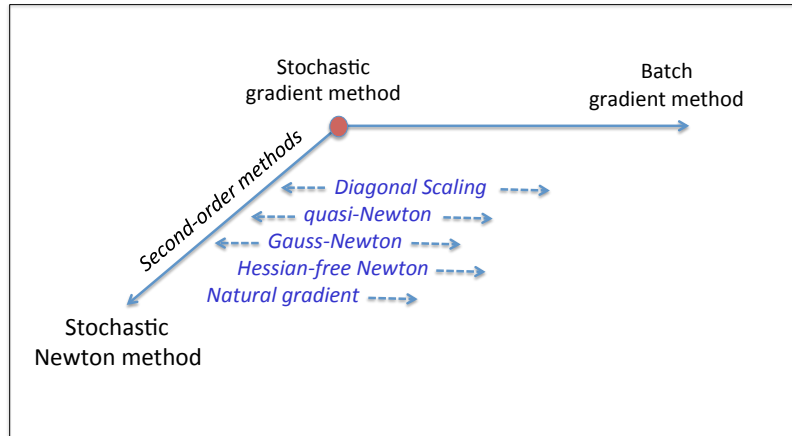 Stochastic
gradient method
Batch
gradient method
Second-order methods
Diagonal Scaling
quasi-Newton
Gauss-Newton
Hessian-free Newton
Natural gradient
Stochastic
Newton method